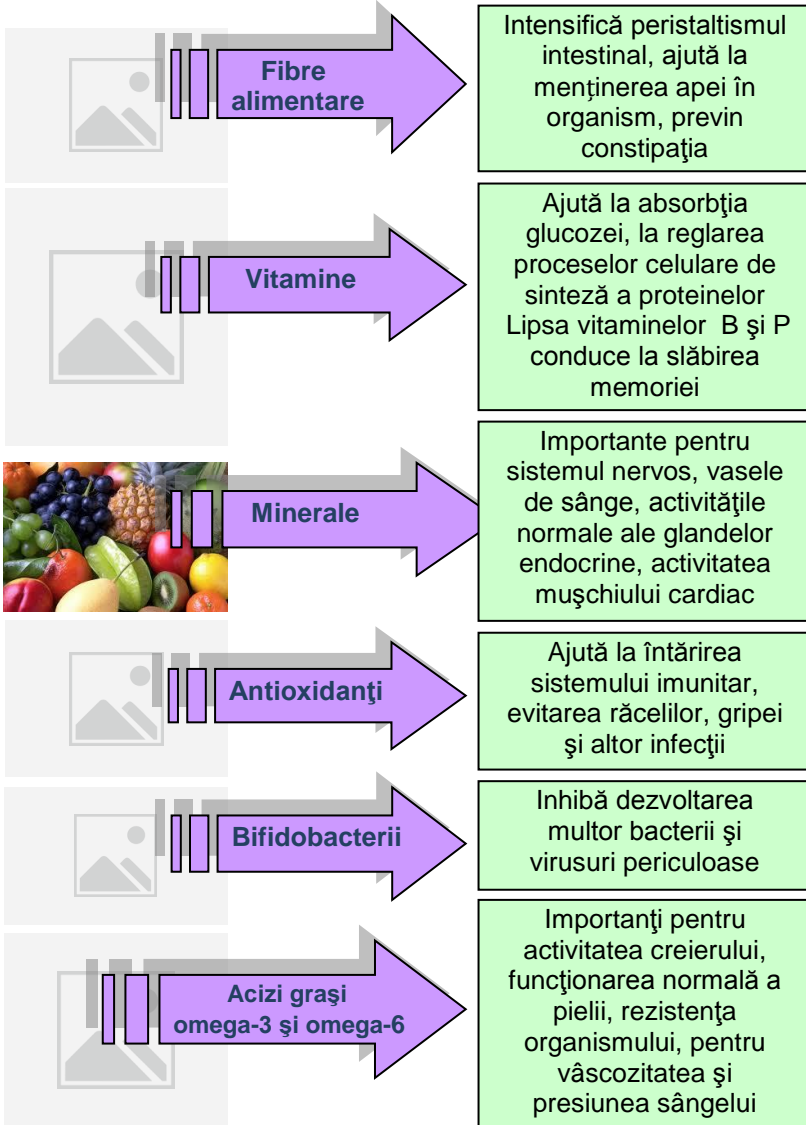 Fibre
alimentare
Intensifică peristaltismul
intestinal, ajută la
menținerea apei în
organism, previn
constipaţia
Vitamine
Ajută la absorbţia
glucozei, la reglarea
proceselor celulare de
sinteză a proteinelor
Lipsa vitaminelor B şi P
conduce la slăbirea
memoriei
Minerale
Importante pentru
sistemul nervos, vasele
de sânge, activităţile
normale ale glandelor
endocrine, activitatea
muşchiului cardiac
Antioxidanţi
Ajută la întărirea
sistemului imunitar,
evitarea răcelilor, gripei
şi altor infecţii
Bifidobacterii
Inhibă dezvoltarea
multor bacterii şi
virusuri periculoase
Acizi graşi
omega-3 şi omega-6
Importanţi pentru
activitatea creierului,
funcţionarea normală a
pielii, rezistenţa
organismului, pentru
vâscozitatea şi
presiunea sângelui